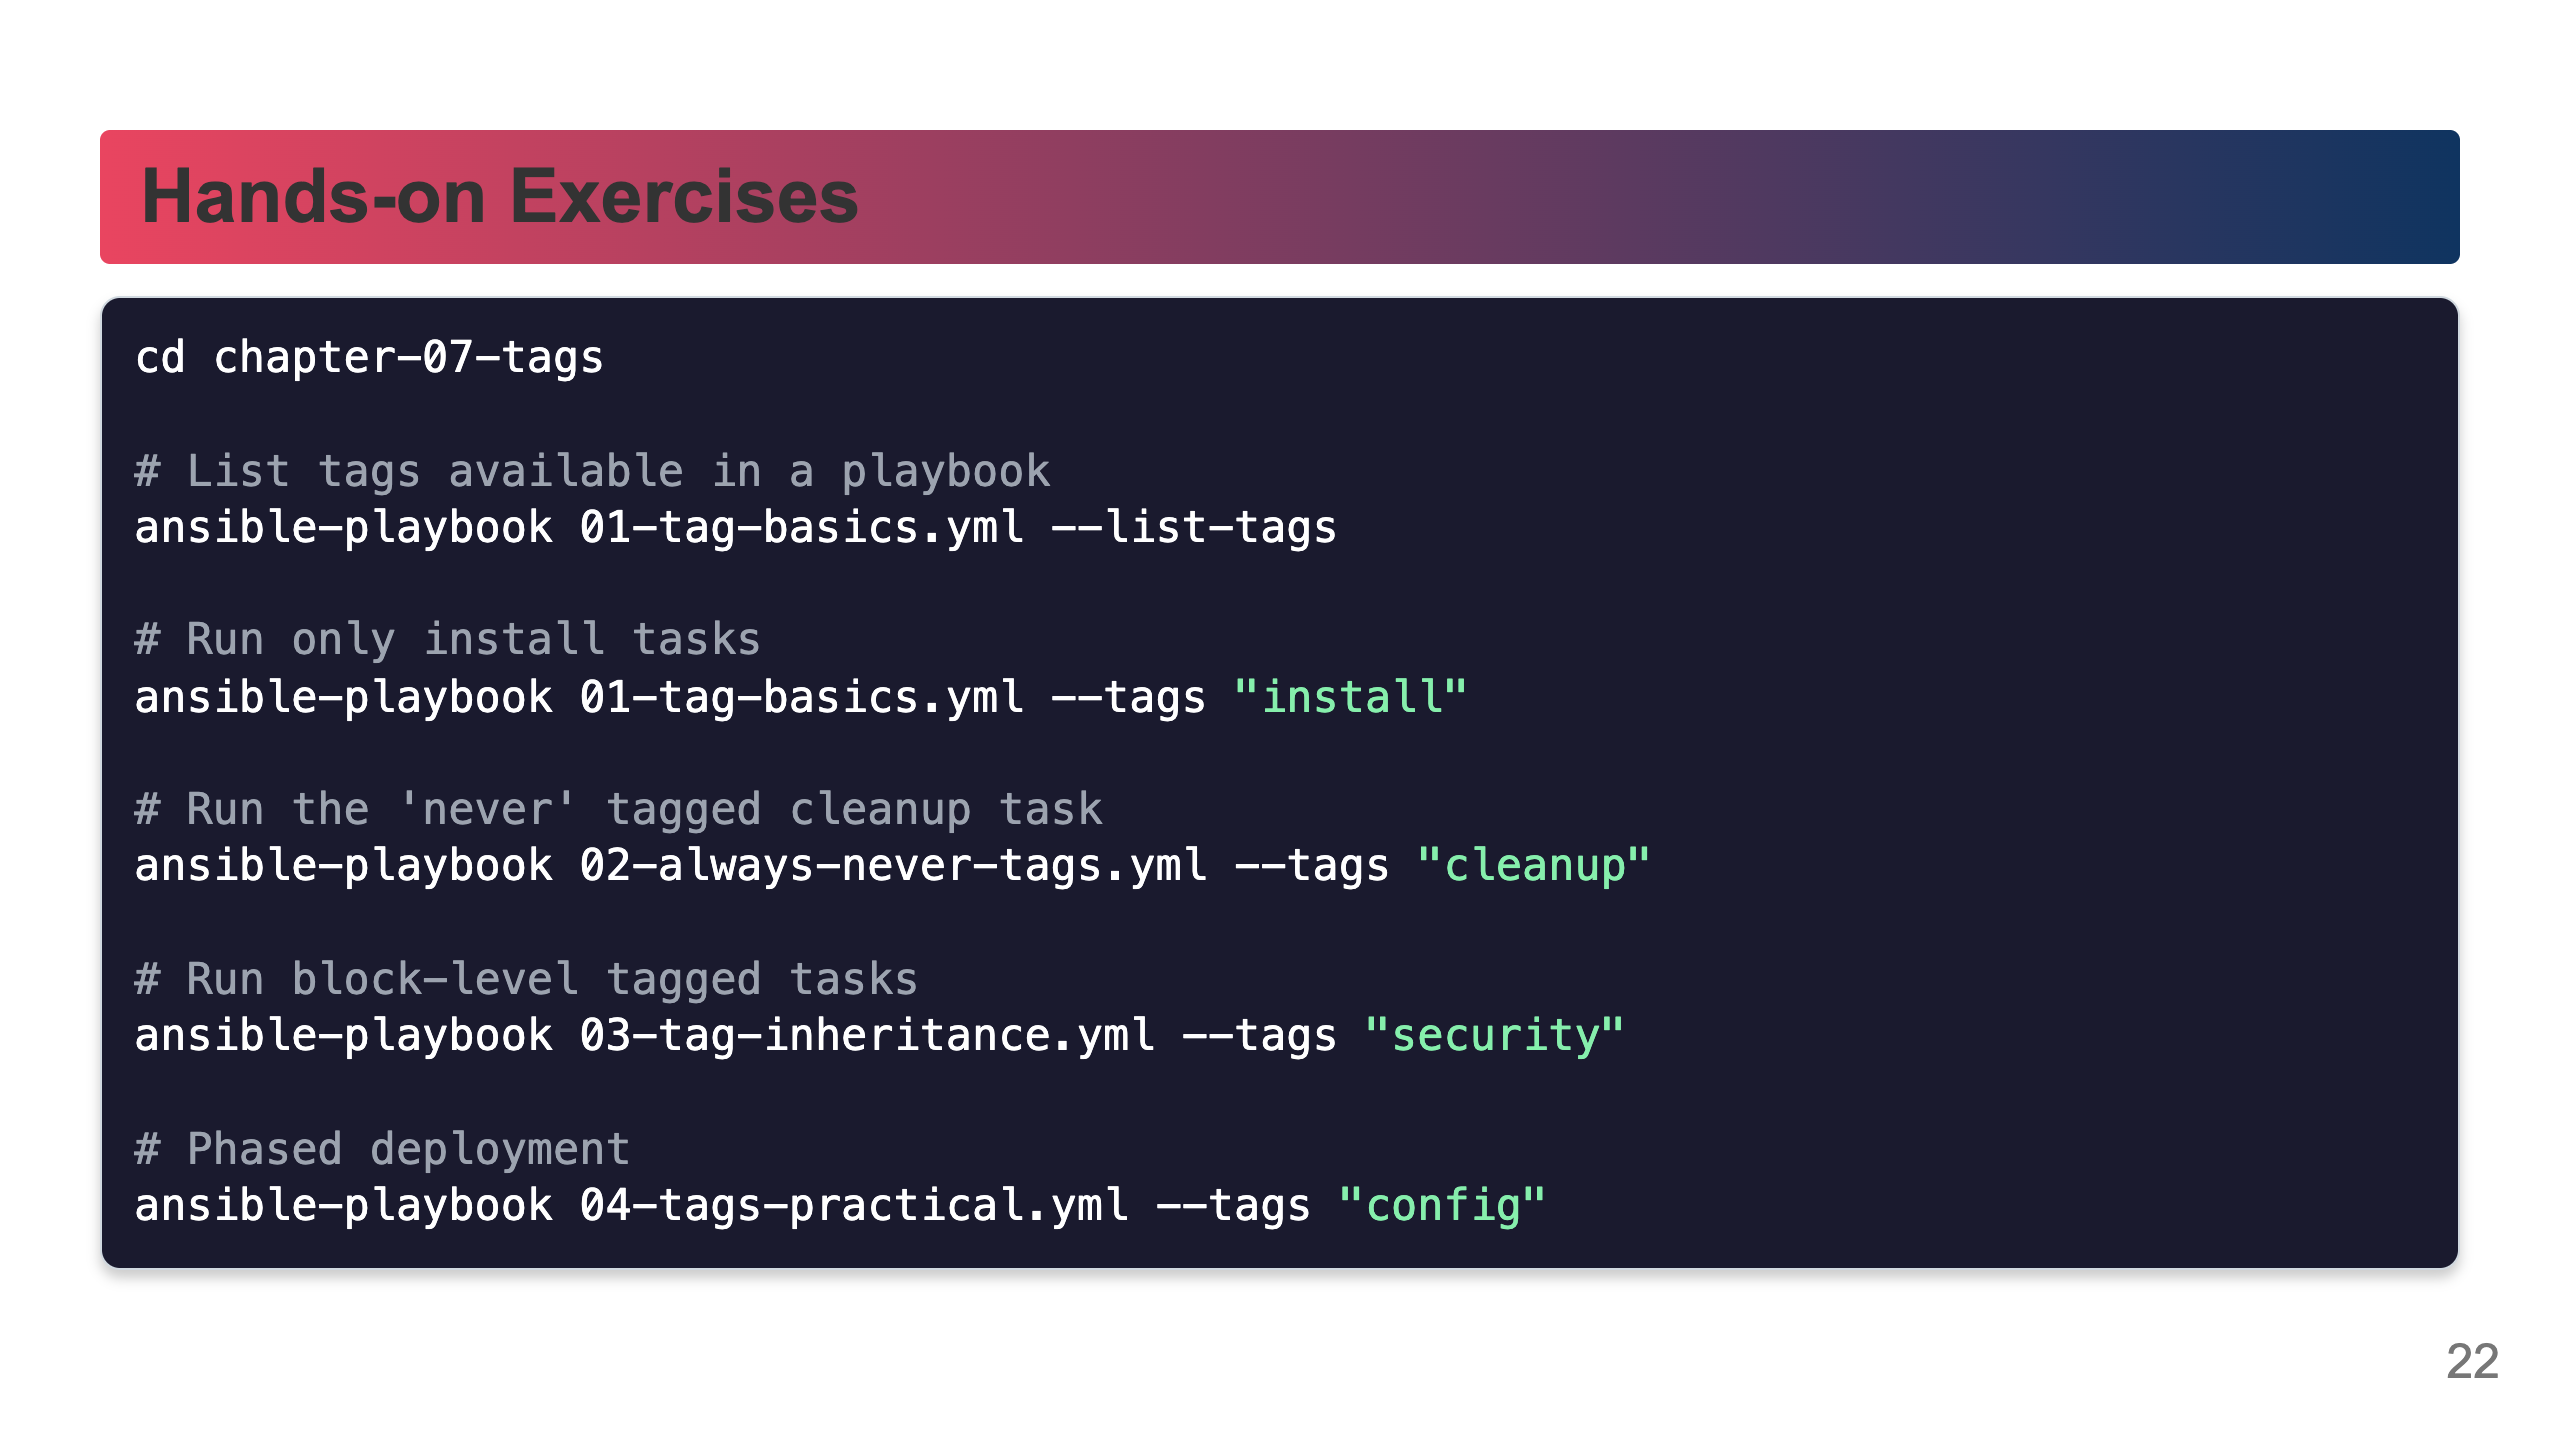 Hands-on Exercises
cd chapter-07-tags
# List tags available in a playbook
ansible-playbook 01-tag-basics.yml --list-tags
# Run only install tasks
ansible-playbook 01-tag-basics.yml --tags "install"
# Run the 'never' tagged cleanup task
ansible-playbook 02-always-never-tags.yml --tags "cleanup"
# Run block-level tagged tasks
ansible-playbook 03-tag-inheritance.yml --tags "security"
# Phased deployment
ansible-playbook 04-tags-practical.yml --tags "config"
22